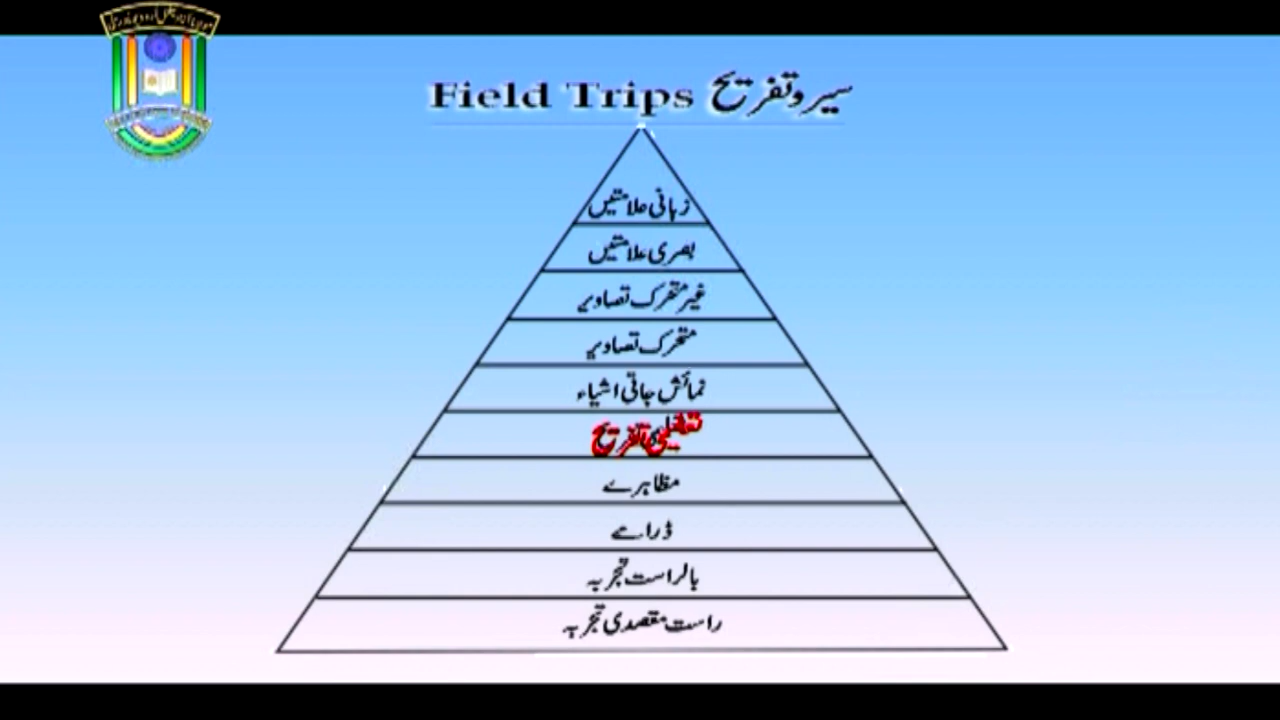 Field Trips سیر و تفریح
زبانی علامتیں
بصری علامتیں
غیر متحرک تصاویر
متحرک تصاویر
نمائش جاتی اشیاء
تعلیمی تفریح
مظاہرے
ڈرامے
بالراست تجربہ
راست مقصدی تجربہ